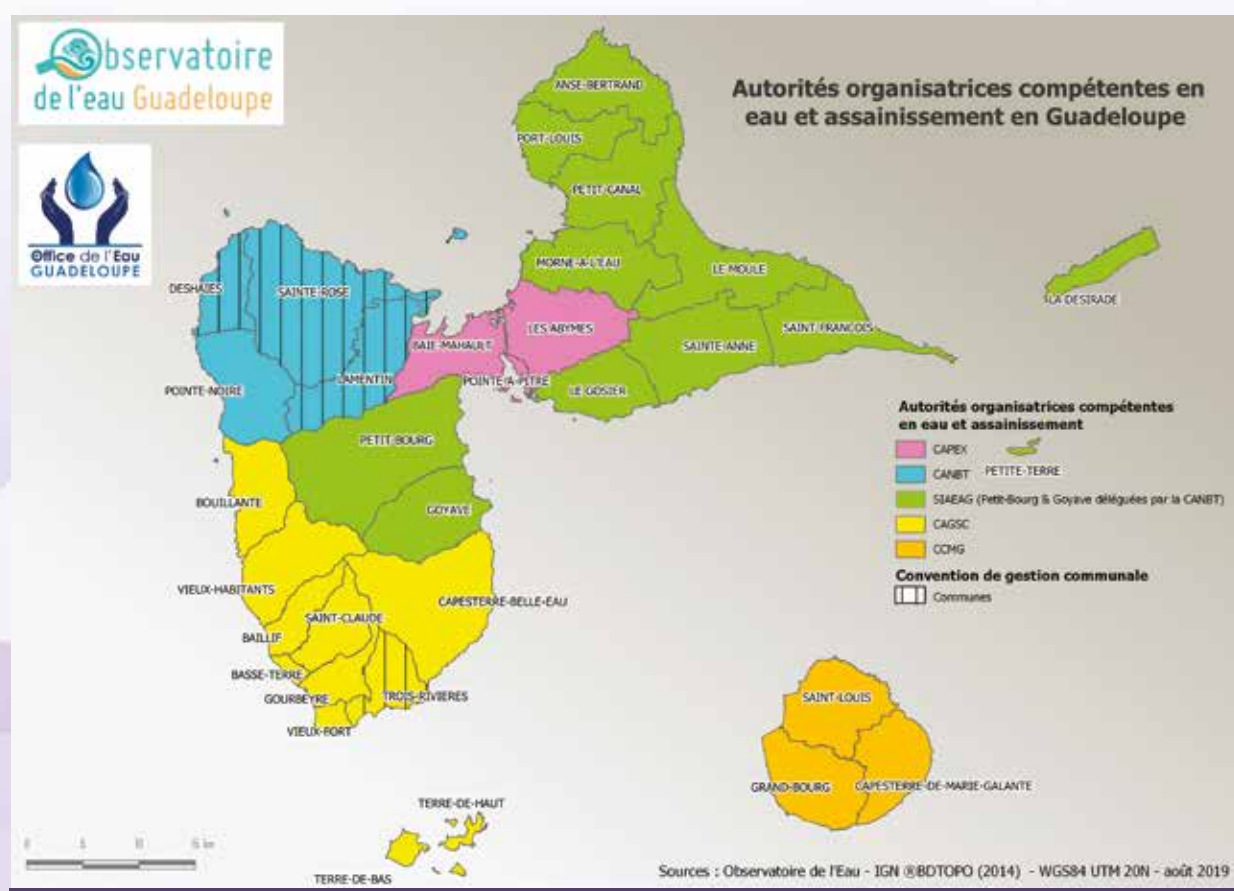 Observatoire
de l'eau Guadeloupe
Office de l'Eau
GUADELOUPE
Autorités organisatrices compétentes en
eau et assainissement en Guadeloupe
ANSE-BERTRAND
PORT-LOUIS
PETIT-CANAL
MORNE-A-L'EAU
LE MOULE
LA DESIRADE
DESHAIES
SAINTE-ROSE
LES ABYMES
SAINT-FRANCOIS
BAIE-MAHAULT
SAINTE-ANNE
LAMENTIN
POINTE-A-PITRE
POINTE-NOIRE
LE GOSIER
PETIT-BOURG
BOUILLANTE
GOYAVE
VIEUX-HABITANTS
CAPESTERRE-BELLE-EAU
SAINT-CLAUDE
BAILLIF
BASSE-TERRE
GOURBEYRE
TROIS-RIVIERES
VIEUX-FORT
TERRE-DE-HAUT
TERRE-DE-BAS
Autorités organisatrices compétentes
en eau et assainissement
CAPEX
CANBT
PETITE-TERRE
SIAEAG (Petit-Bourg & Goyave déléguées par la CANBT)
CAGSC
CCMG
Convention de gestion communale
Communes
SAINT-LOUIS
GRAND-BOURG
CAPESTERRE-DE-MARIE-GALANTE
0 5 10 15 km
Sources : Observatoire de l'Eau - IGN ®BDTOPO (2014) - WGS84 UTM 20N - août 2019